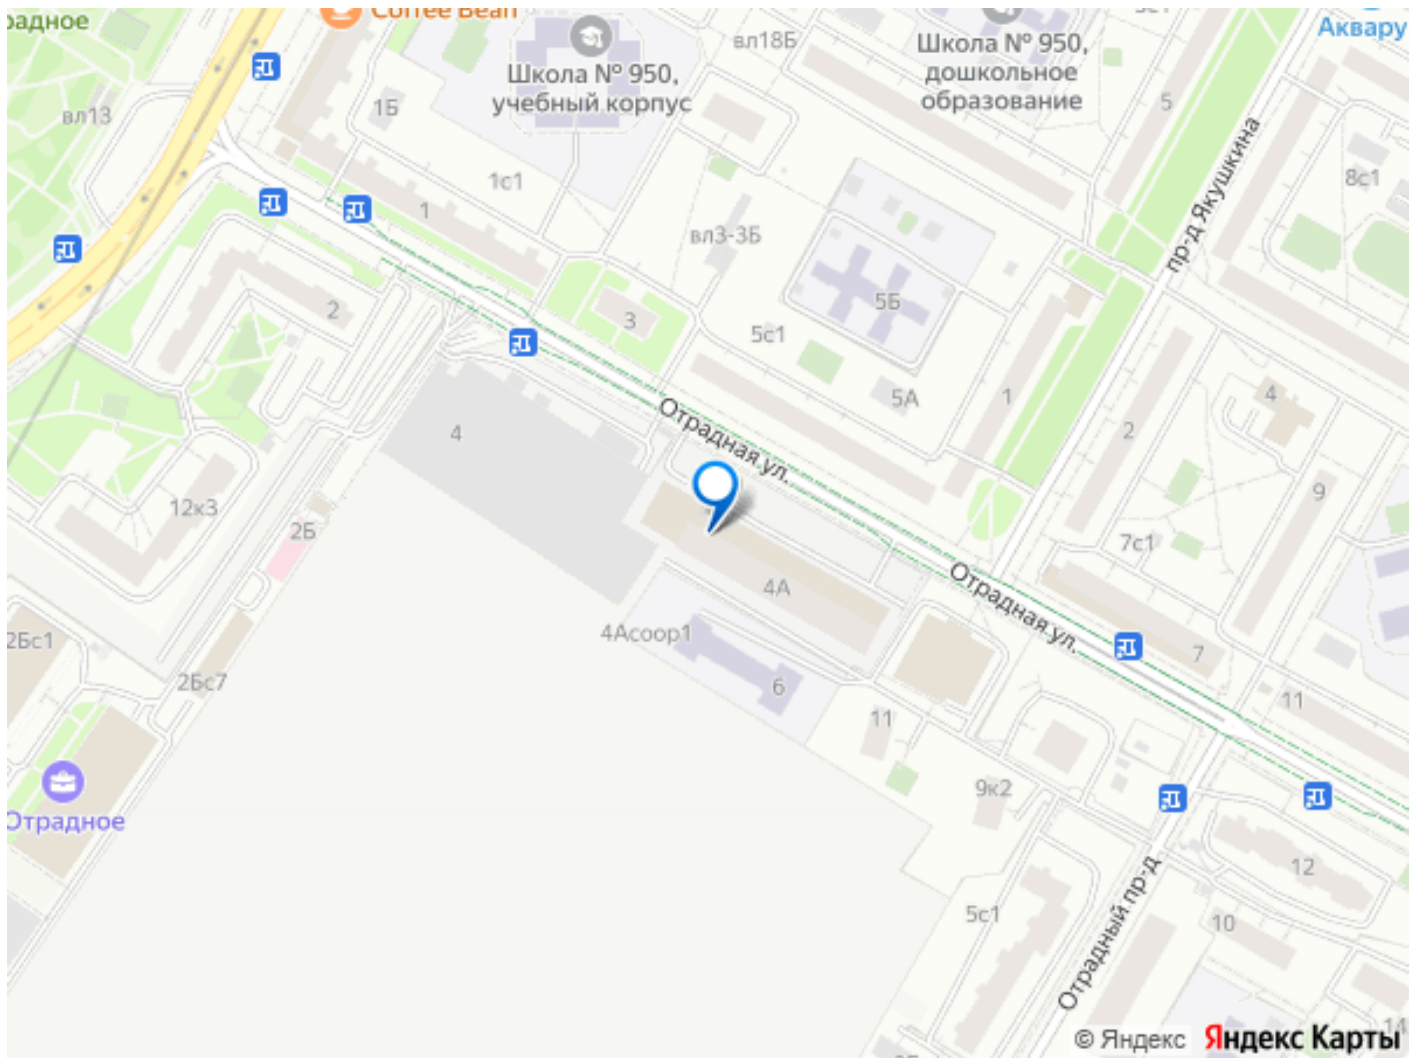 радное
Coffee Bean
вл13
1Б
Школа № 950,
учебный корпус
вл18Б
Школа № 950,
дошкольное
образование
5
Аквару
пр-д Якушкина
8с1
1с1
1
вл3-3Б
2
3
5с1
5Б
5А
1
2
4
Отрадная ул.
4
12к3
2Б
9
7с1
4А
Отрадная ул.
4Асоор1
2Бс1
2Бс7
6
7
11
11
9к2
Отрадное
12
5с1
10
Отрадный пр-д
14
© Яндекс
Яндекс Карты